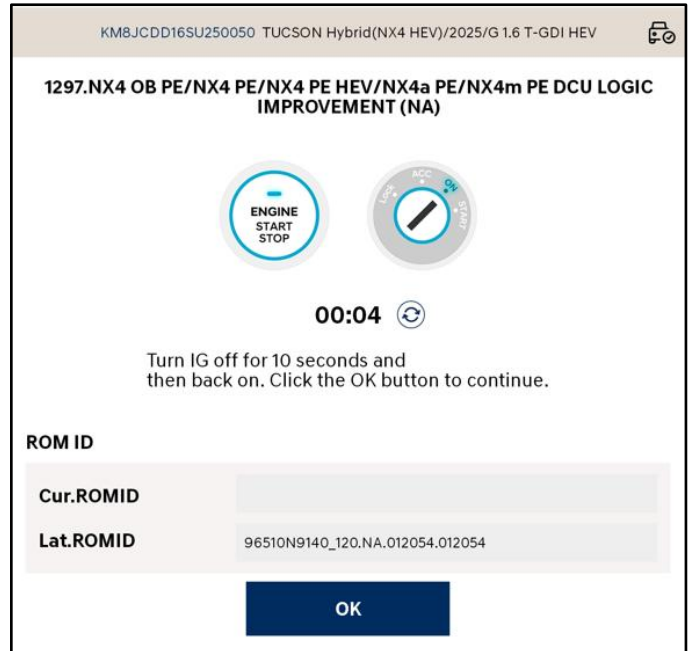 KM8JCDD16SU250050 TUCSON Hybrid(NX4 HEV)/2025/G 1.6 T-GDI HEV
1297.NX4 OB PE/NX4 PE/NX4 PE HEV/NX4a PE/NX4m PE DCU LOGIC
IMPROVEMENT (NA)
ENGINE
START
STOP
Lock
ACC
ON
START
00:04
Turn IG off for 10 seconds and
then back on. Click the OK button to continue.
ROM ID
Cur.ROMID
Lat.ROMID 96510N9140_120.NA.012054.012054
OK